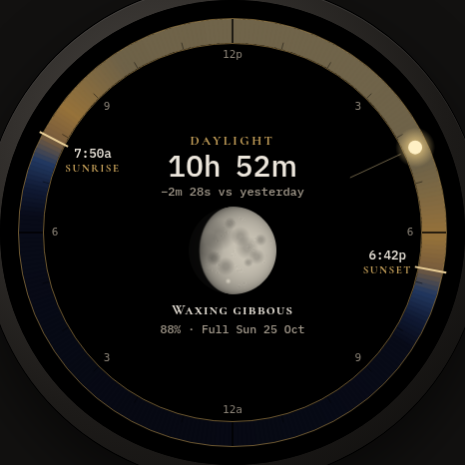 12p
9
3
DAYLIGHT
7:50a
SUNRISE
10h 52m
−2m 28s vs yesterday
6
6
6:42p
SUNSET
WAXING GIBBOUS
88% · Full Sun 25 Oct
3
9
12a